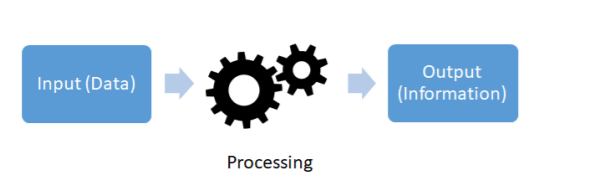 Input (Data)
Output
(Information)
Processing